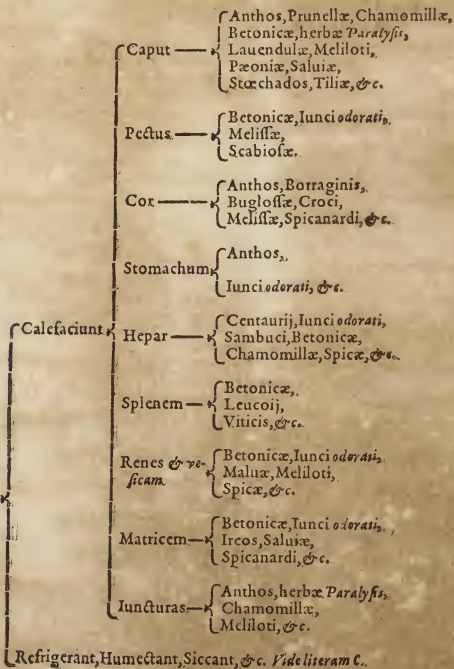 Anthos, Prunellæ, Chamomillæ,
Betonicæ, herbæ Paralyſis,
Caput
Lauendulæ, Meliloti,
Pæoniæ, Saluiæ,
Stœchados, Tiliæ, &c.
Betonicæ, Iunci odorati,
Pectus
Meliſſæ,
Scabioſæ.
Anthos, Borraginis,
Cor
Bugloſſæ, Croci,
Meliſſæ, Spicanardi, &c.
Anthos,
Stomachum
Iunci odorati, &c.
Calefaciunt
Centaurij, Iunci odorati,
Hepar
Sambuci, Betonicæ,
Chamomillæ, Spicæ, &c.
Betonicæ,
Splenem
Leucoij,
Viticis, &c.
Renes & ve-
ſicam
Betonicæ, Iunci odorati,
Maluæ, Meliloti,
Spicæ, &c.
Betonicæ, Iunci odorati,
Matricem
Ireos, Saluiæ,
Spicanardi, &c.
Anthos, herbæ Paralyſis,
Iuncturas
Chamomillæ,
Meliloti, &c.
Refrigerant, Humectant, Siccant, &c. Vide literam C.